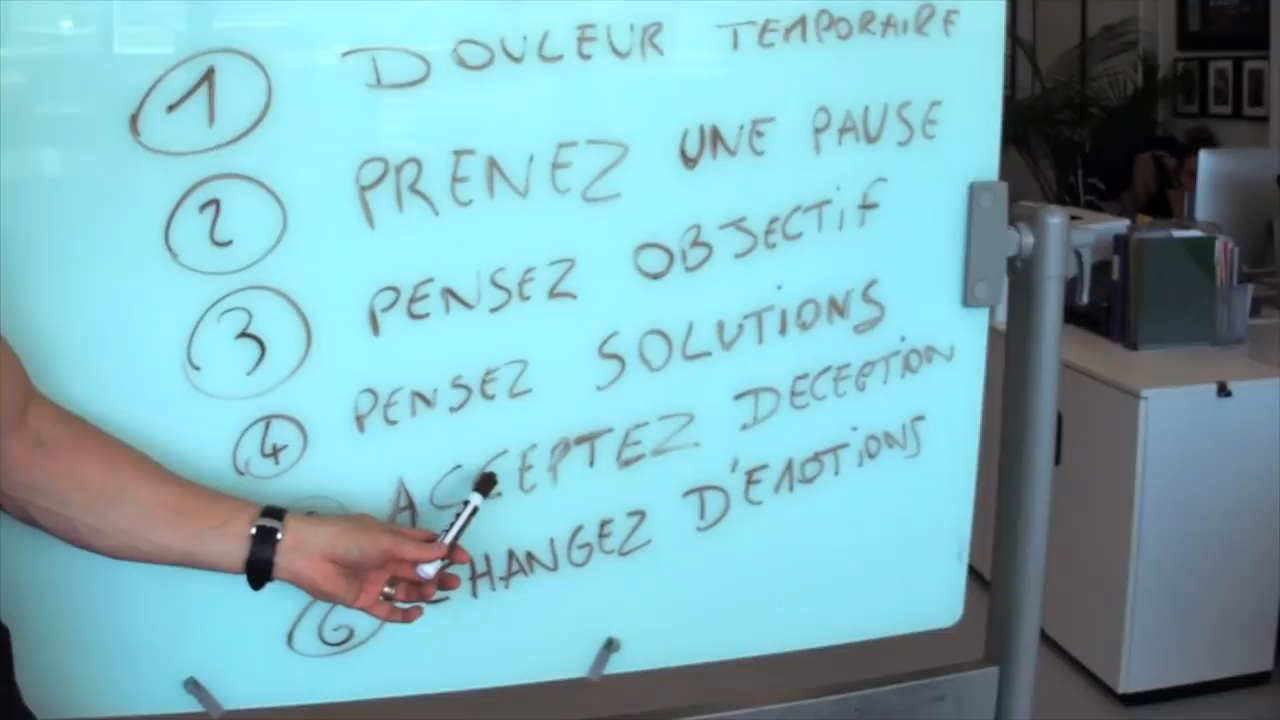 1 DOULEUR TEMPORAIRE
2 PRENEZ UNE PAUSE
3 PENSEZ OBJECTIF
4 PENSEZ SOLUTIONS
ACCEPTEZ DECEPTION
6 CHANGEZ D'EMOTIONS